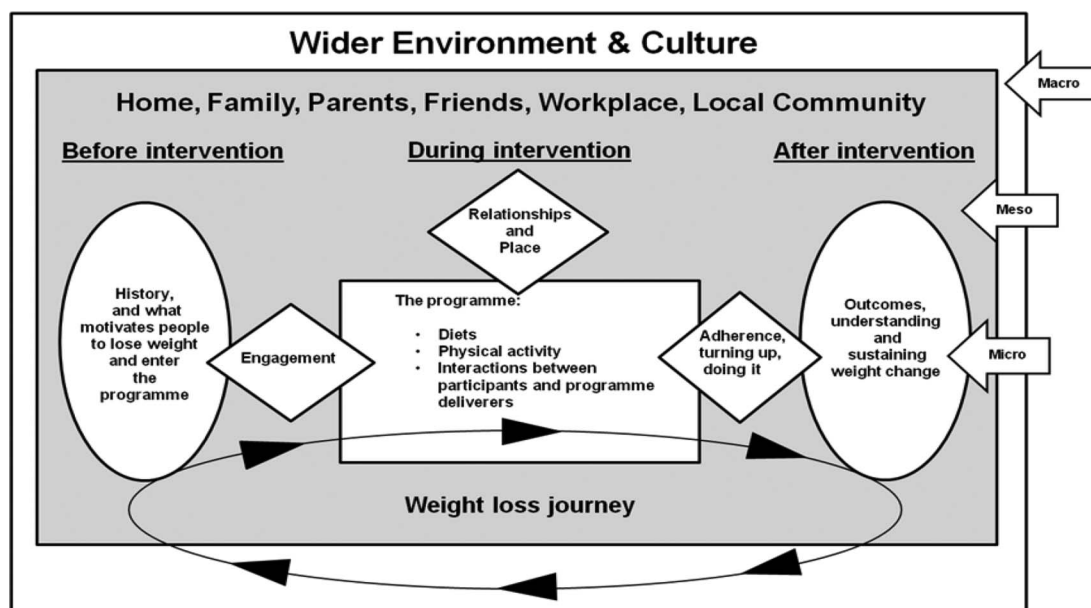 Wider Environment & Culture
Macro
Home, Family, Parents, Friends, Workplace, Local Community
Before intervention
During intervention
After intervention
Meso
Relationships
and
Place
History,
and what
motivates people
to lose weight
and enter
the
programme
Engagement
The programme:
• Diets
• Physical activity
• Interactions between
participants and programme
deliverers
Adherence,
turning up,
doing it
Outcomes,
understanding
and
sustaining
weight change
Micro
Weight loss journey